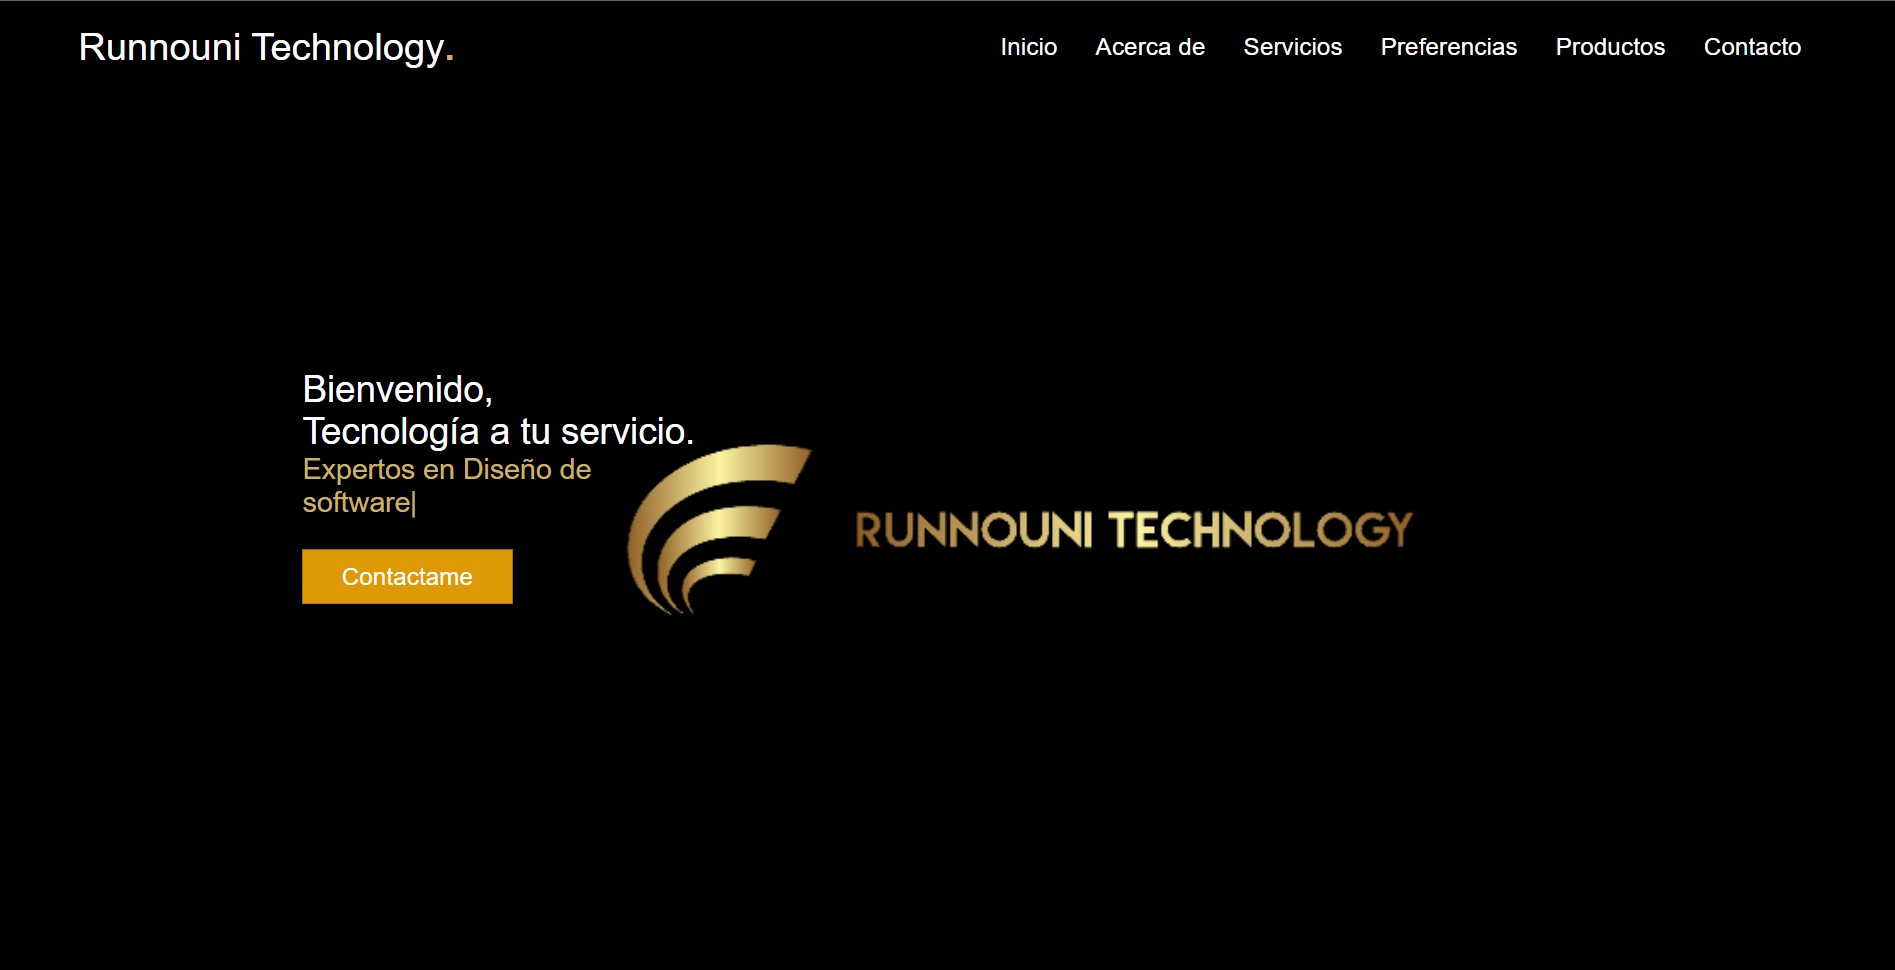 Runnouni Technology.
Inicio Acerca de Servicios Preferencias Productos Contacto
Bienvenido,
Tecnología a tu servicio.
Expertos en Diseño de
software|
Contactame
RUNNOUNI TECHNOLOGY